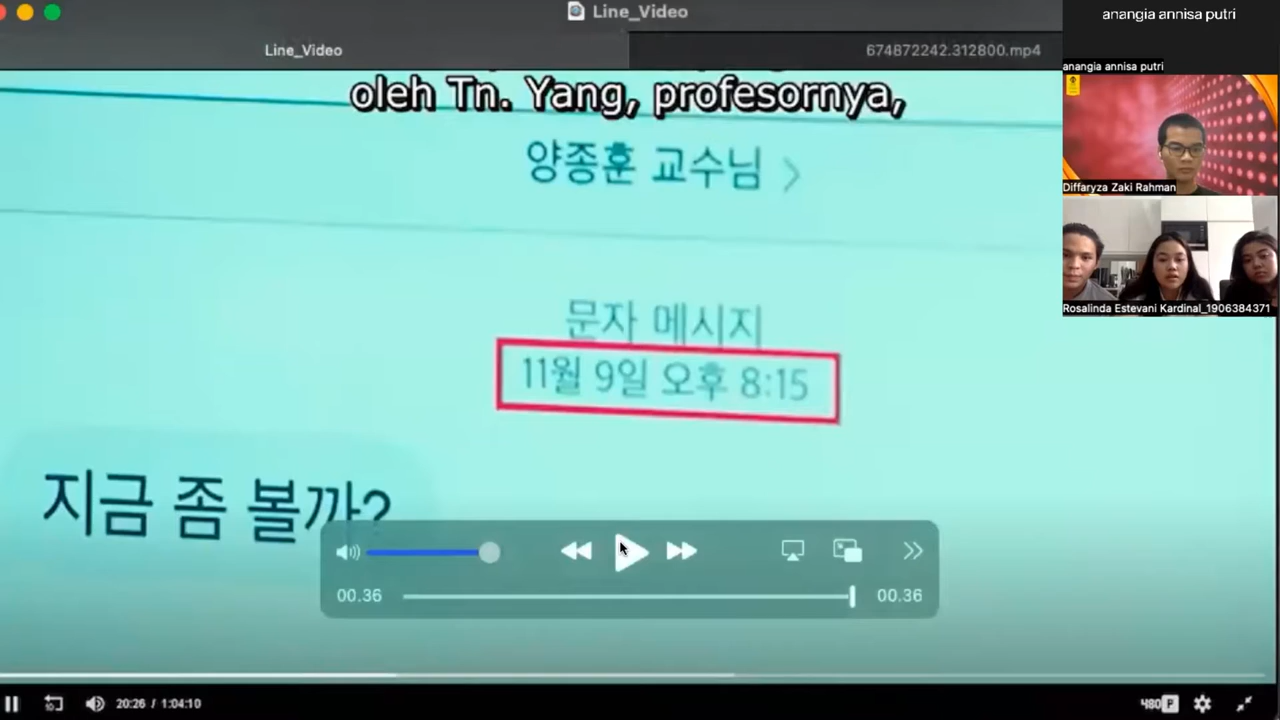 Line_Video
Line_Video
674872242.312800.mp4
oleh Tn. Yang, profesornya,
양종훈 교수님 >
문자 메시지
11월 9일 오후 8:15
지금 좀 볼까?
00.36
00.36
20:26 / 1:04:10
10
480P
anangia annisa putri
anangia annisa putri
Diffaryza Zaki Rahman
Rosalinda Estevani Kardinal_1906384371